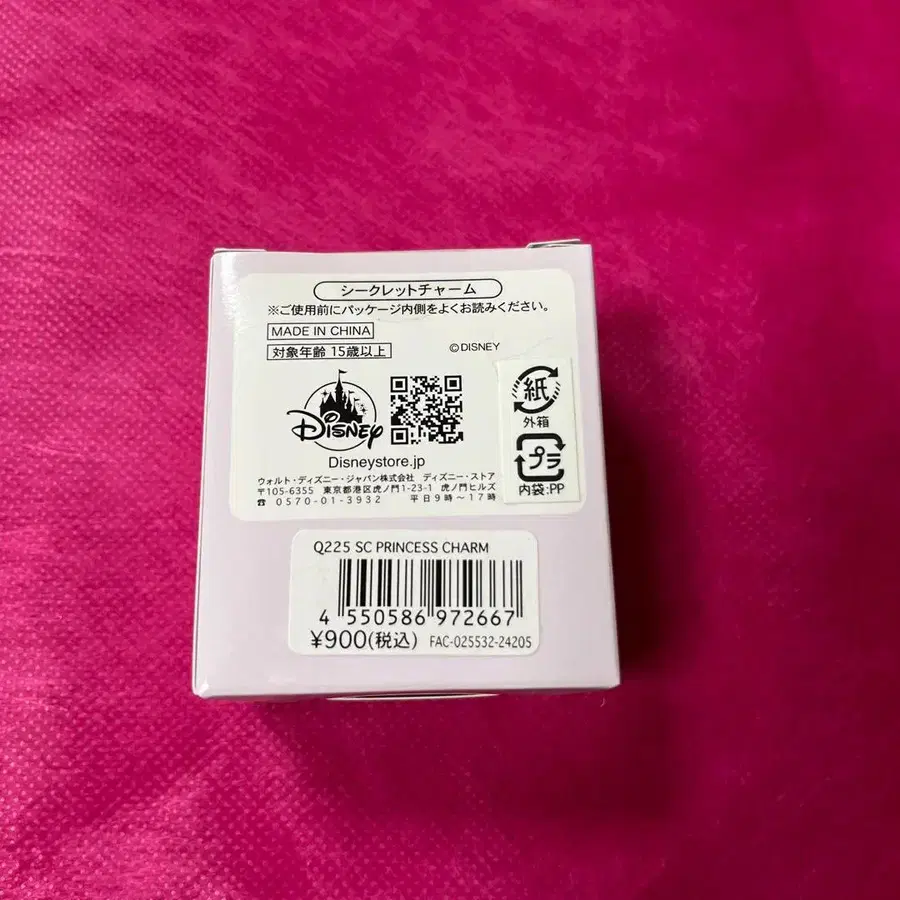 シークレットチャーム
※ご使用前にパッケージ内側をよくお読みください。
MADE IN CHINA
対象年齢 15歳以上
©DISNEY
Disney
Disneystore.jp
ウォルト・ディズニー・ジャパン株式会社 ディズニー・ストア
〒105-6355 東京都港区虎ノ門1-23-1 虎ノ門ヒルズ
☎ 0570-01-3932 平日9時～17時
紙
外箱
プラ
内袋:PP
Q225 SC PRINCESS CHARM
4 550586 972667
¥900(税込)
FAC-025532-24205